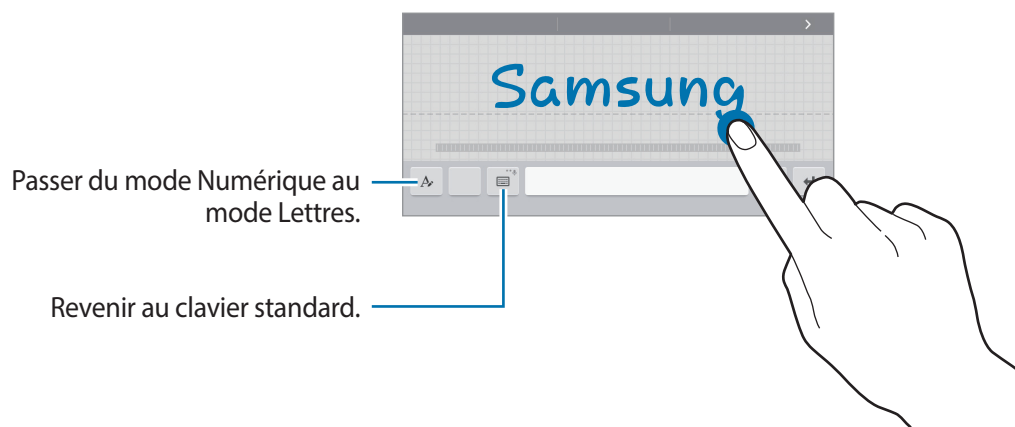 Samsung
Passer du mode Numérique au
mode Lettres.
Revenir au clavier standard.